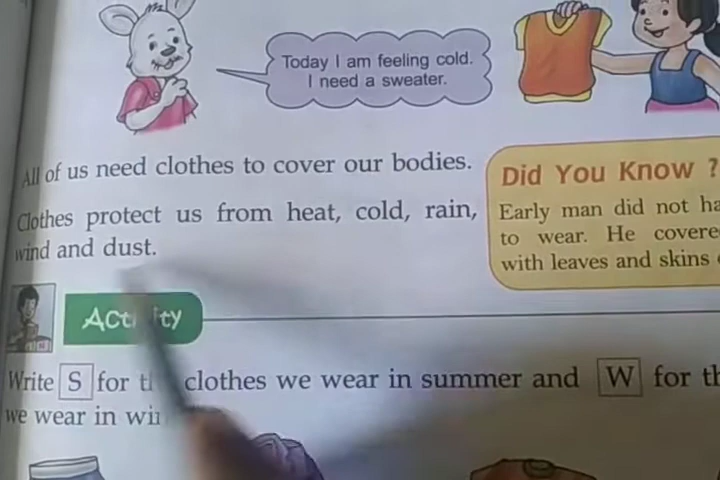 Today I am feeling cold.
I need a sweater.
All of us need clothes to cover our bodies.
Clothes protect us from heat, cold, rain,
wind and dust.
Did You Know ?
Early man did not
to wear. He
with leaves and skins
Activity
Write S for the clothes we wear in summer and W for
we wear in